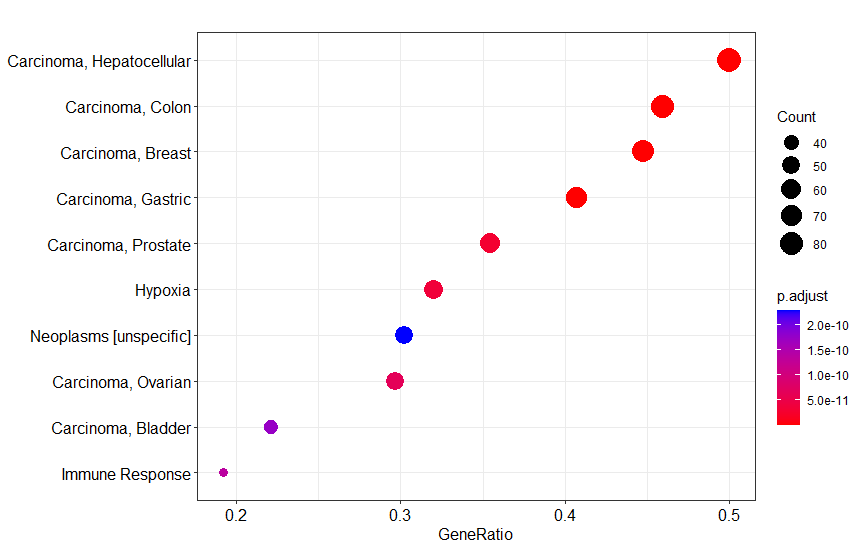 Carcinoma, Hepatocellular
Carcinoma, Colon
Carcinoma, Breast
Carcinoma, Gastric
Carcinoma, Prostate
Hypoxia
Neoplasms [unspecific]
Carcinoma, Ovarian
Carcinoma, Bladder
Immune Response
0.2 0.3 0.4 0.5
GeneRatio
Count
40
50
60
70
80
p.adjust
2.0e-10
1.5e-10
1.0e-10
5.0e-11